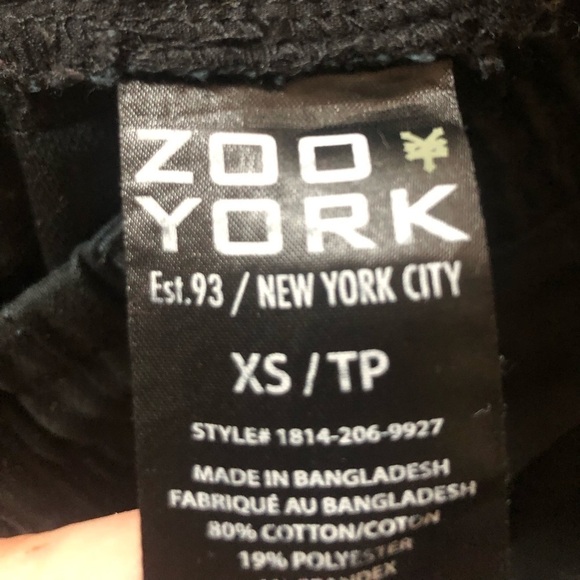 ZOO
YORK
Est.93 / NEW YORK CITY
XS / TP
STYLE# 1814-206-9927
MADE IN BANGLADESH
FABRIQUÉ AU BANGLADESH
80% COTTON/COTON
19% POLYESTER
SPANDEX